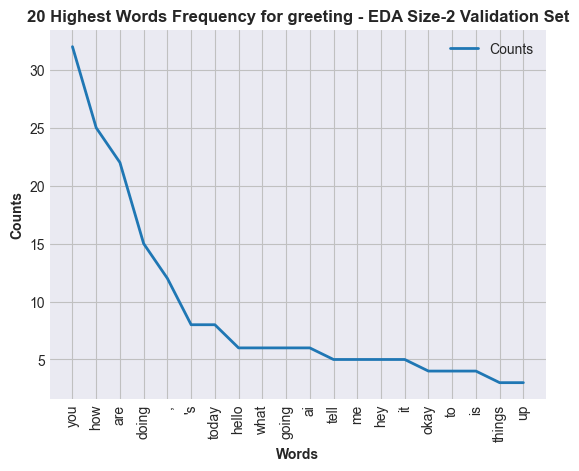 20 Highest Words Frequency for greeting - EDA Size-2 Validation Set
Counts
30
25
20
15
10
5
Counts
you
how
are
doing
,
's
today
hello
what
going
ai
tell
me
hey
it
okay
to
is
things
up
Words